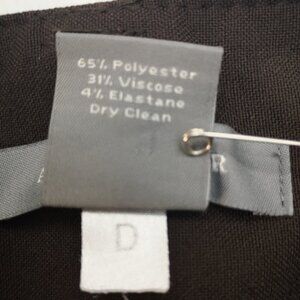 65% Polyester
31% Viscose
4% Elastane
Dry Clean
R
D